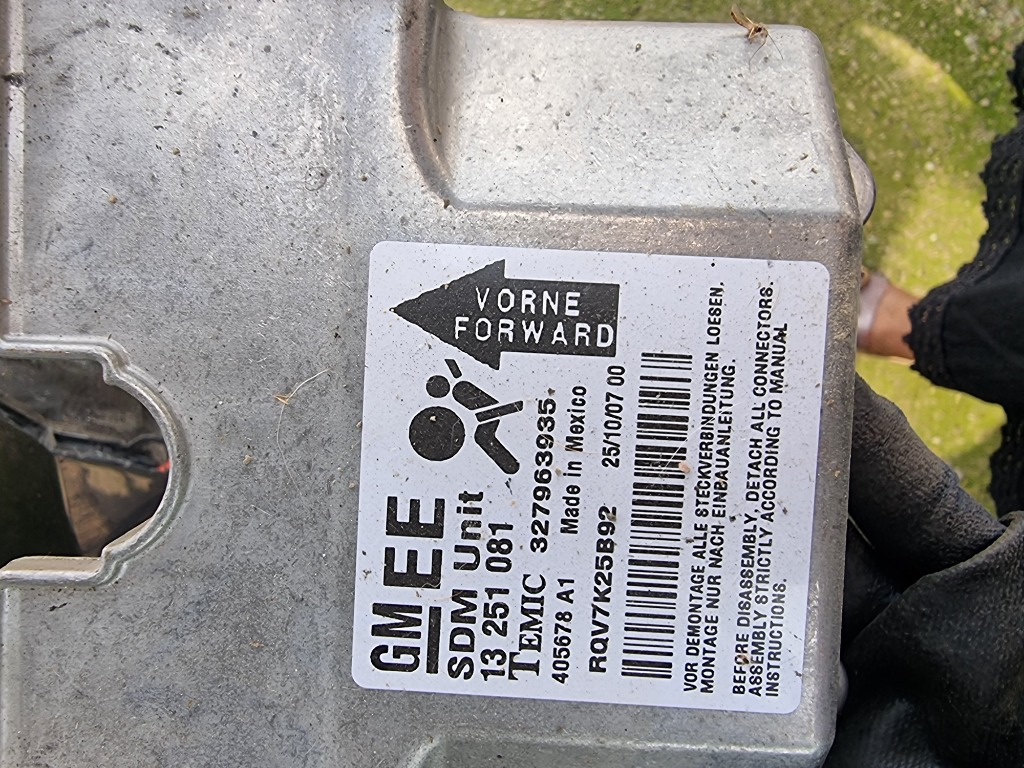 GM EE
SDM Unit
13 251 081
TEMIC 327963935
405678 A1 Made in Mexico
RQV7K25B92 25/10/07 00
VORNE
FORWARD
VOR DEMONTAGE ALLE STECKVERBINDUNGEN LOESEN,
MONTAGE NUR NACH EINBAUANLEITUNG.
BEFORE DISASSEMBLY, DETACH ALL CONNECTORS.
ASSEMBLY STRICTLY ACCORDING TO MANUAL
INSTRUCTIONS.